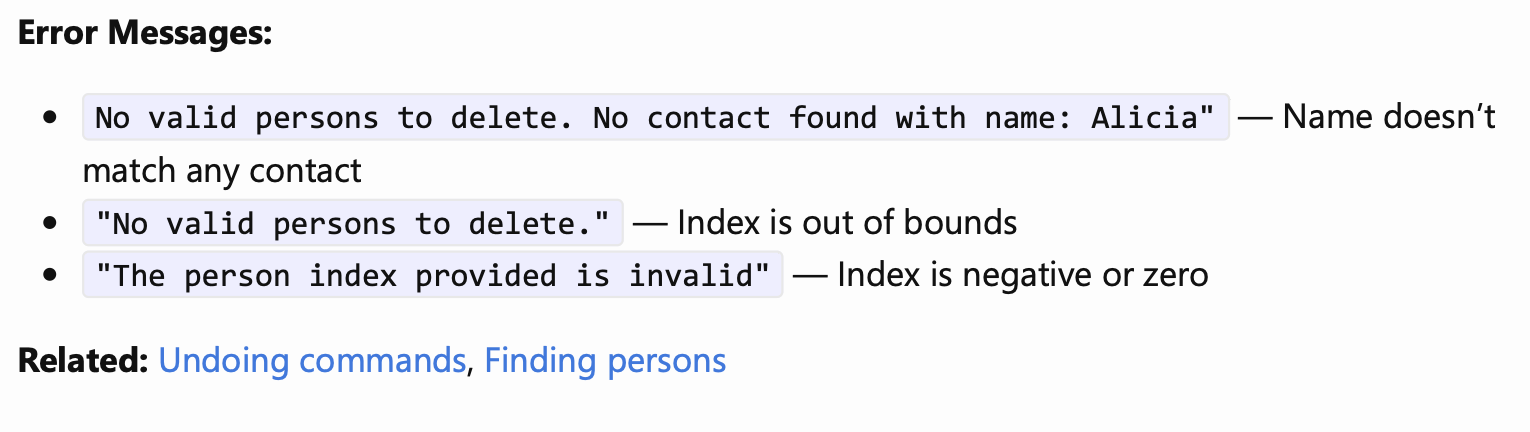 Error Messages:
• No valid persons to delete. No contact found with name: Alicia" — Name doesn’t
match any contact
• "No valid persons to delete." — Index is out of bounds
• "The person index provided is invalid" — Index is negative or zero
Related: Undoing commands, Finding persons